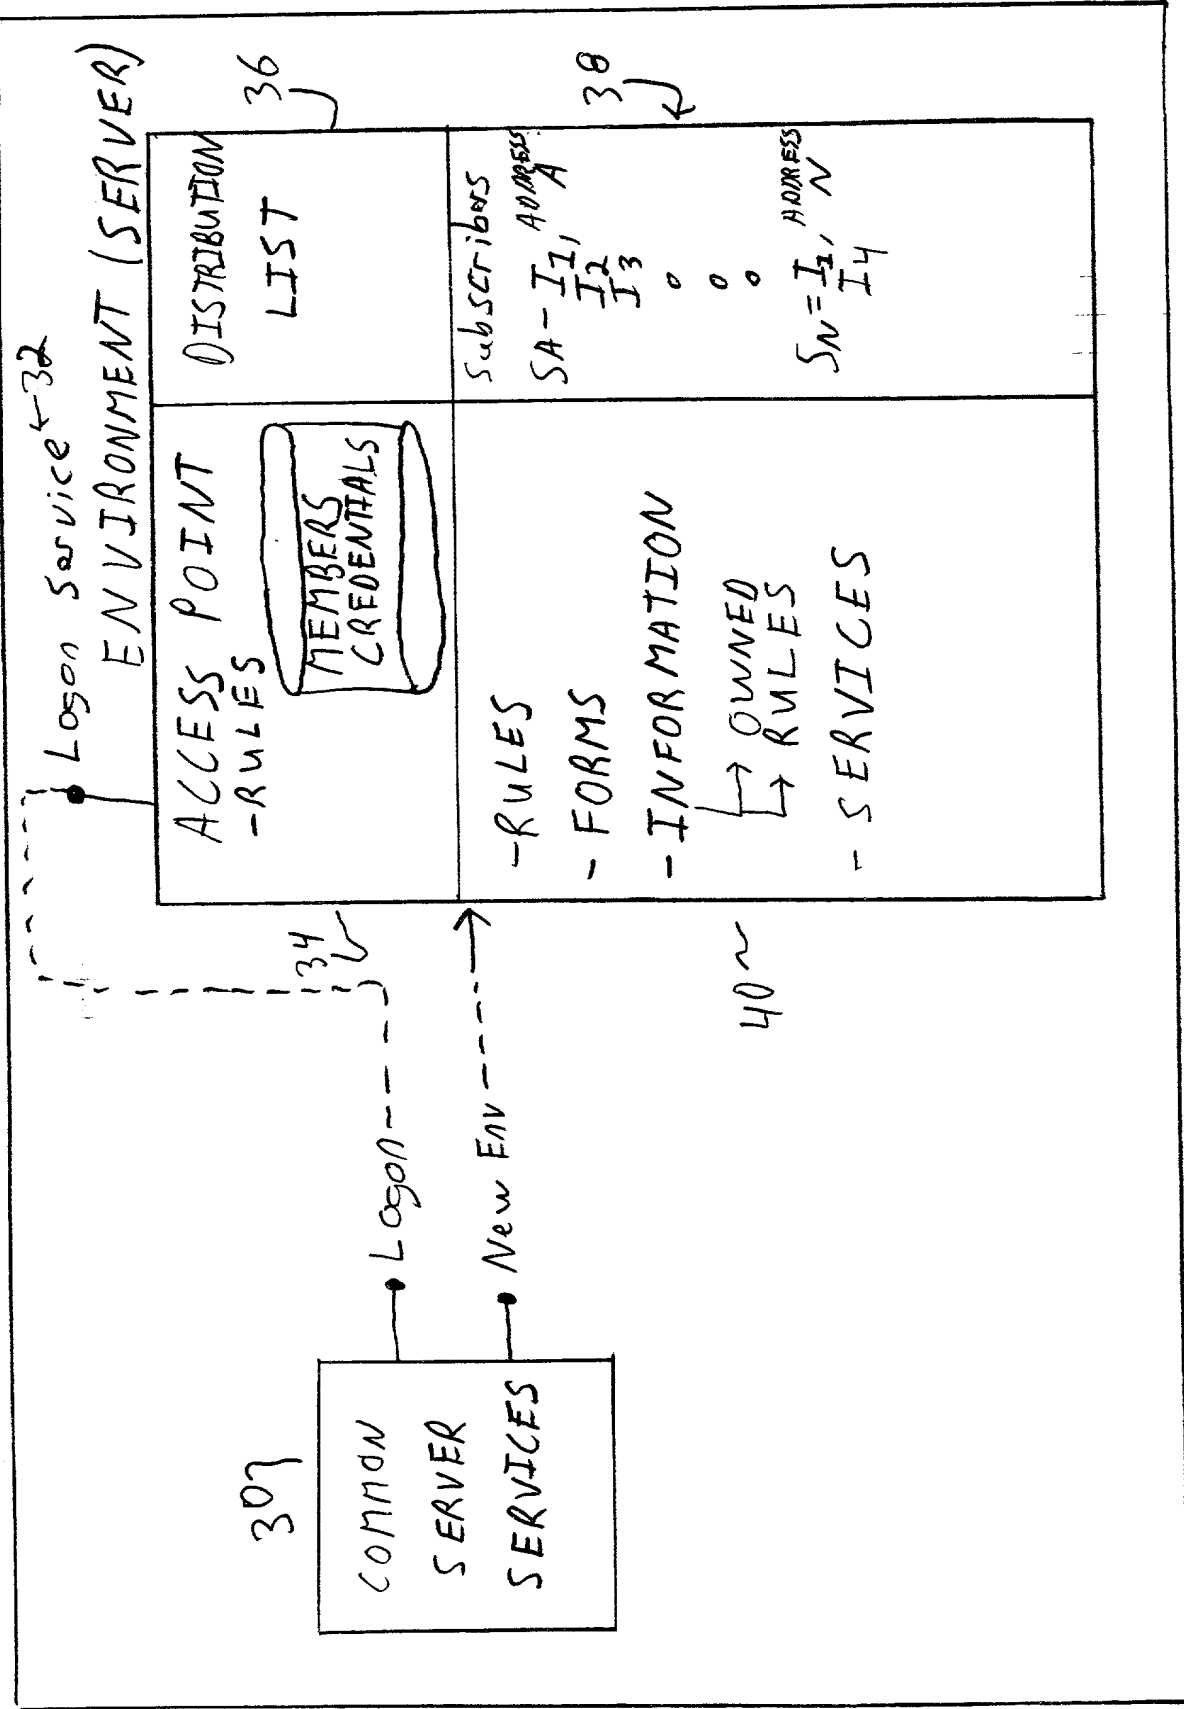 Logon Service 32
ENVIRONMENT (SERVER)
30
COMMON
SERVER
SERVICES
Logon
New Env
34
ACCESS POINT
-RULES
MEMBERS
CREDENTIALS
DISTRIBUTION
LIST
36
-RULES
- FORMS
-INFORMATION
OWNED
RULES
- SERVICES
40
Subscribers
SA- I1, ADDRESS A
I2
I3
SN = I1, ADDRESS N
I4
38